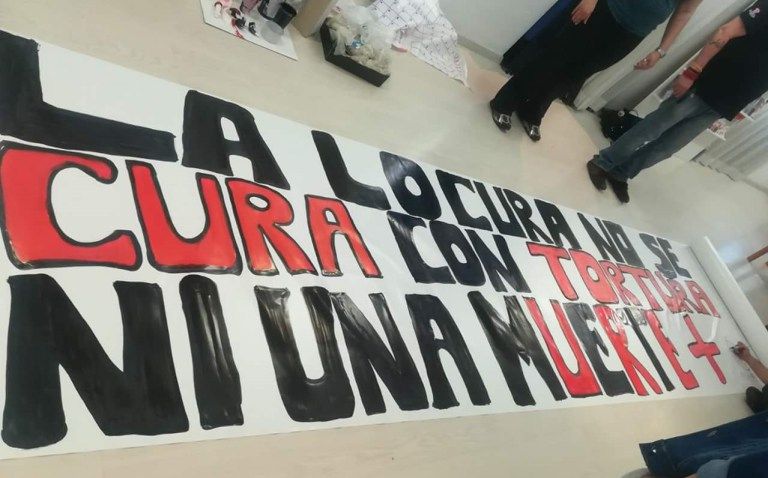 LA LOCURA NO SE
CURA CON TORTURA
NI UNA MUERTE +